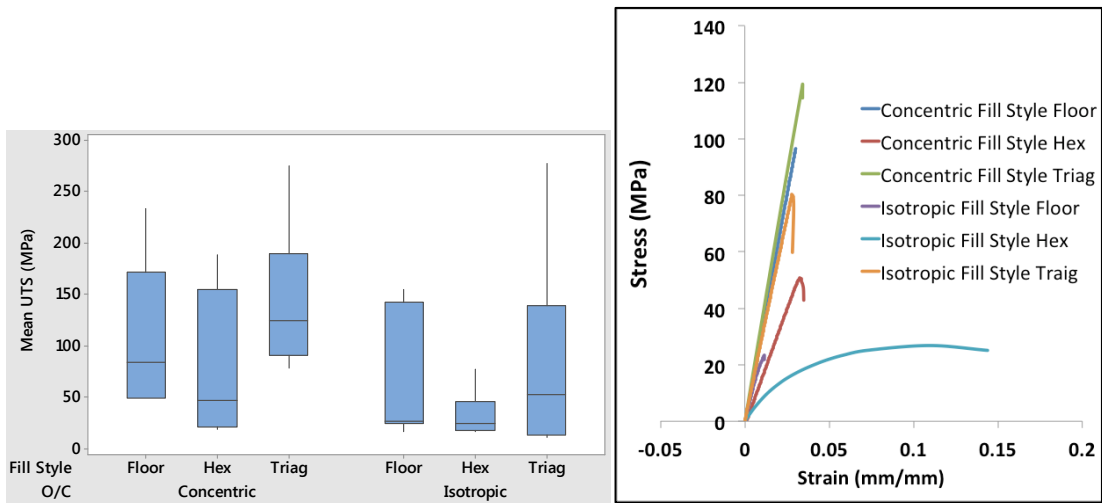 300
250
200
150
100
50
0
Mean UTS (MPa)
Fill Style Floor Hex Triag Floor Hex Triag
O/C Concentric Isotropic
140
120
100
80
60
40
20
0
Stress (MPa)
Concentric Fill Style Floor
Concentric Fill Style Hex
Concentric Fill Style Triag
Isotropic Fill Style Floor
Isotropic Fill Style Hex
Isotropic Fill Style Traig
-0.05 0 0.05 0.1 0.15 0.2
Strain (mm/mm)